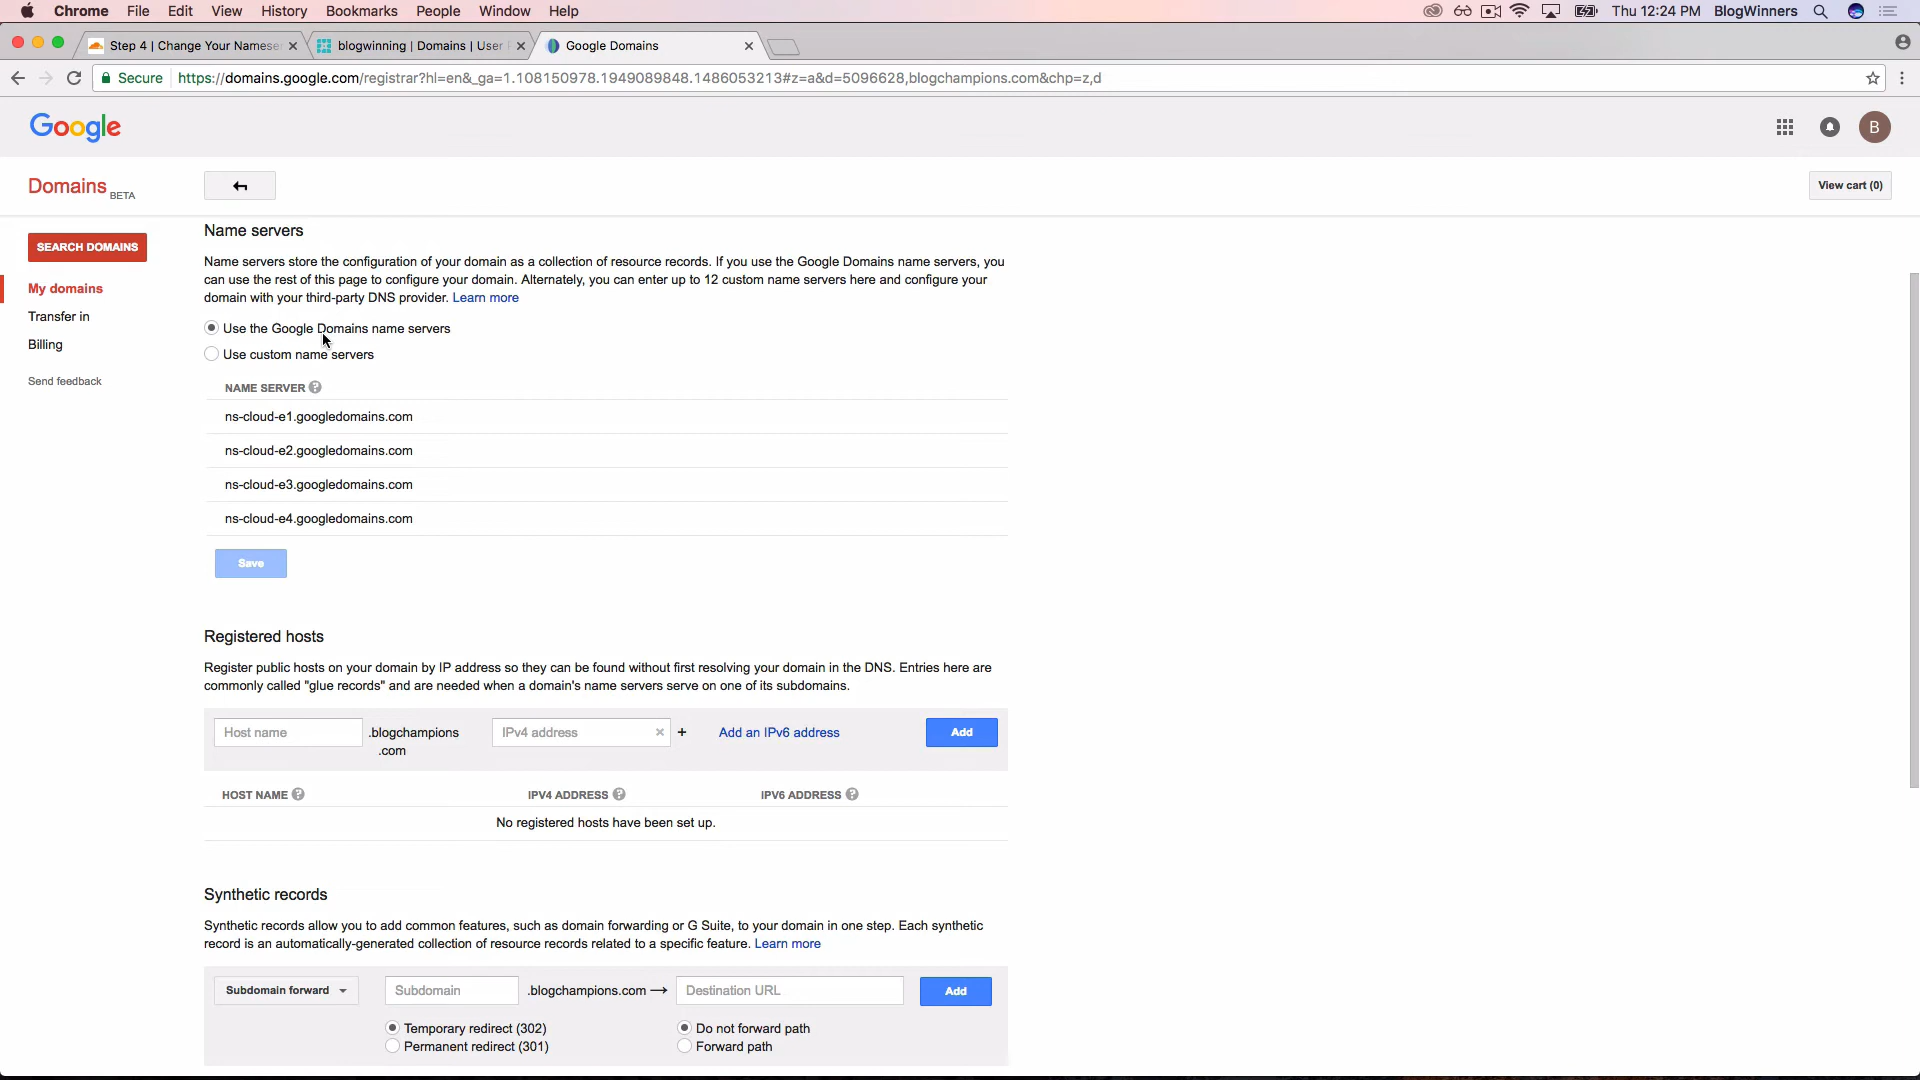 Chrome File Edit View History Bookmarks People Window Help Thu 12:24 PM BlogWinners
Step 4 | Change Your Namese
blogwinning | Domains | User
Google Domains
Secure https://domains.google.com/registrar?hl=en&_ga=1.108150978.1949089848.1486053213#z=a&d=5096628,blogchampions.com&chp=z,d
Google
B
Domains BETA
View cart (0)
SEARCH DOMAINS
My domains
Transfer in
Billing
Send feedback
Name servers
Name servers store the configuration of your domain as a collection of resource records. If you use the Google Domains name servers, you
can use the rest of this page to configure your domain. Alternately, you can enter up to 12 custom name servers here and configure your
domain with your third-party DNS provider. Learn more
Use the Google Domains name servers
Use custom name servers
NAME SERVER ?
ns-cloud-e1.googledomains.com
ns-cloud-e2.googledomains.com
ns-cloud-e3.googledomains.com
ns-cloud-e4.googledomains.com
Save
Registered hosts
Register public hosts on your domain by IP address so they can be found without first resolving your domain in the DNS. Entries here are
commonly called "glue records" and are needed when a domain's name servers serve on one of its subdomains.
Host name .blogchampions IPv4 address × + Add an IPv6 address Add
.com
HOST NAME ? IPV4 ADDRESS ? IPV6 ADDRESS ?
No registered hosts have been set up.
Synthetic records
Synthetic records allow you to add common features, such as domain forwarding or G Suite, to your domain in one step. Each synthetic
record is an automatically-generated collection of resource records related to a specific feature. Learn more
Subdomain forward Subdomain .blogchampions.com → Destination URL Add
Temporary redirect (302) Do not forward path
Permanent redirect (301) Forward path